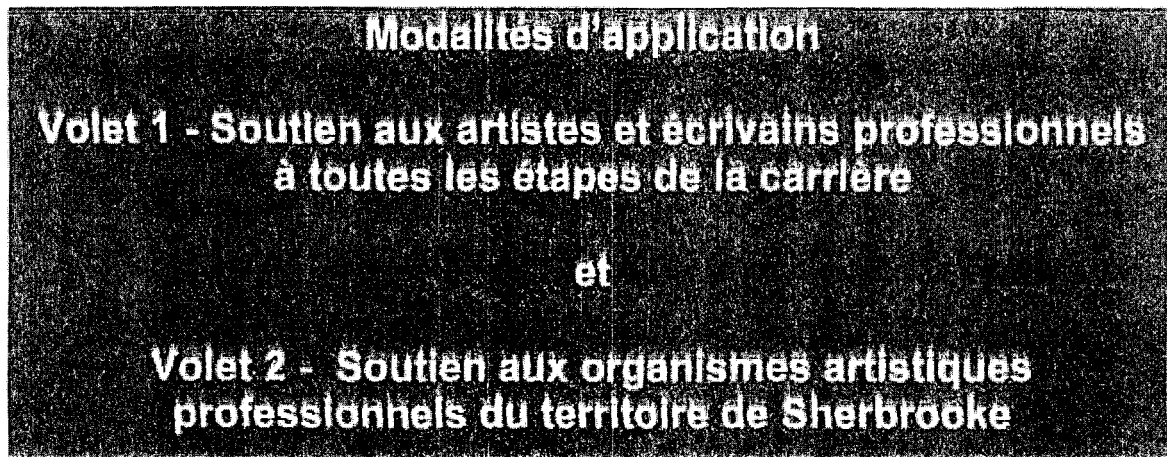 Modalités d'application
Volet 1 - Soutien aux artistes et écrivains professionnels
à toutes les étapes de la carrière
et
Volet 2 - Soutien aux organismes artistiques
professionnels du territoire de Sherbrooke